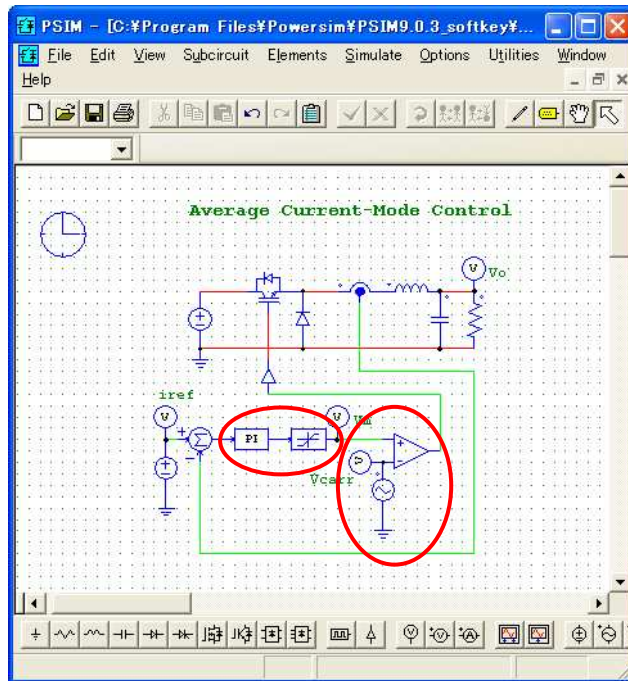 PSIM - [C:¥Program Files¥Powersim¥PSIM9.0.3_softkey¥...
File Edit View Subcircuit Elements Simulate Options Utilities Window
Help
Average Current-Mode Control
V
Vo
iref
V
V
Vm
PI
V
Vcarr